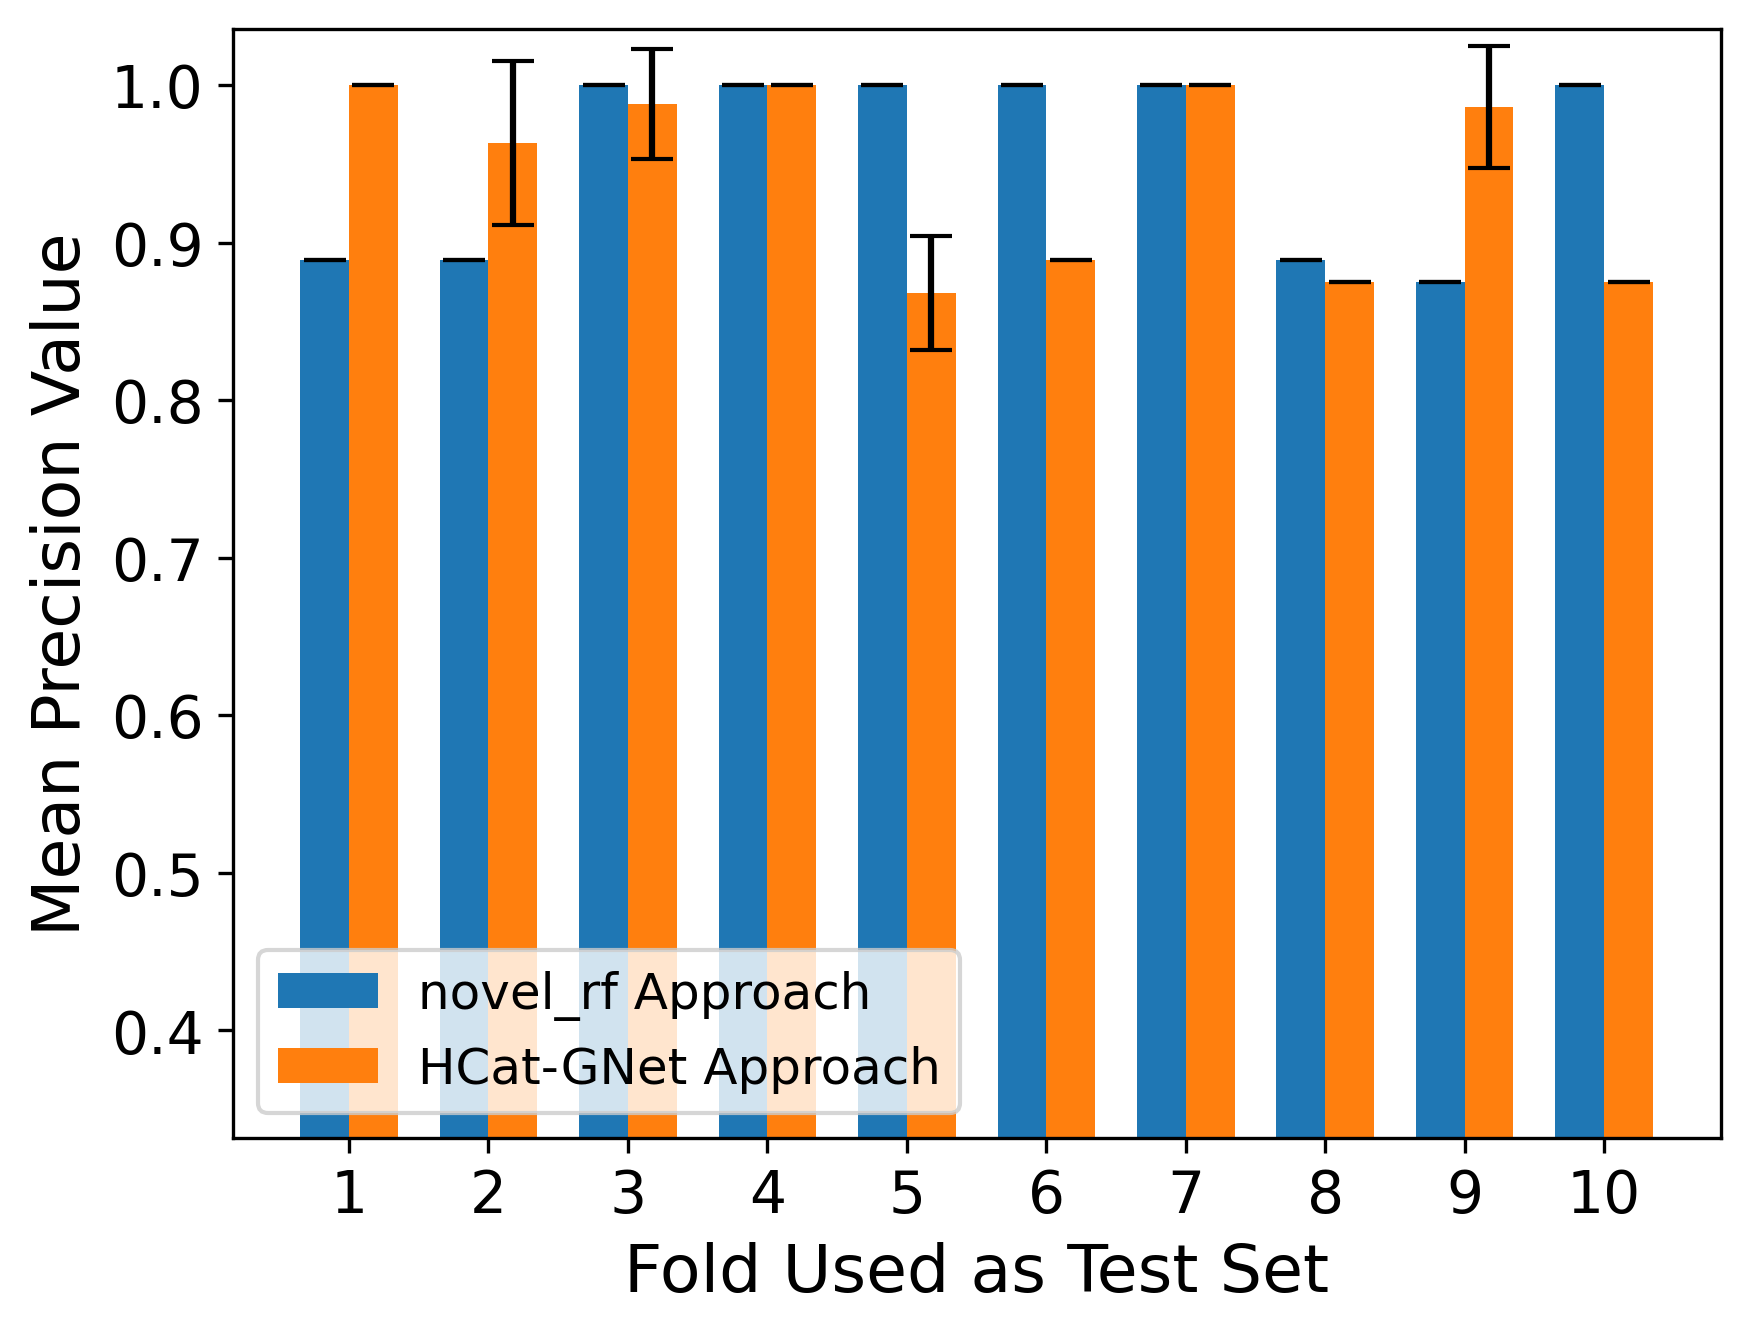 Mean Precision Value
1.0
0.9
0.8
0.7
0.6
0.5
0.4
novel_rf Approach
HCat-GNet Approach
1 2 3 4 5 6 7 8 9 10
Fold Used as Test Set